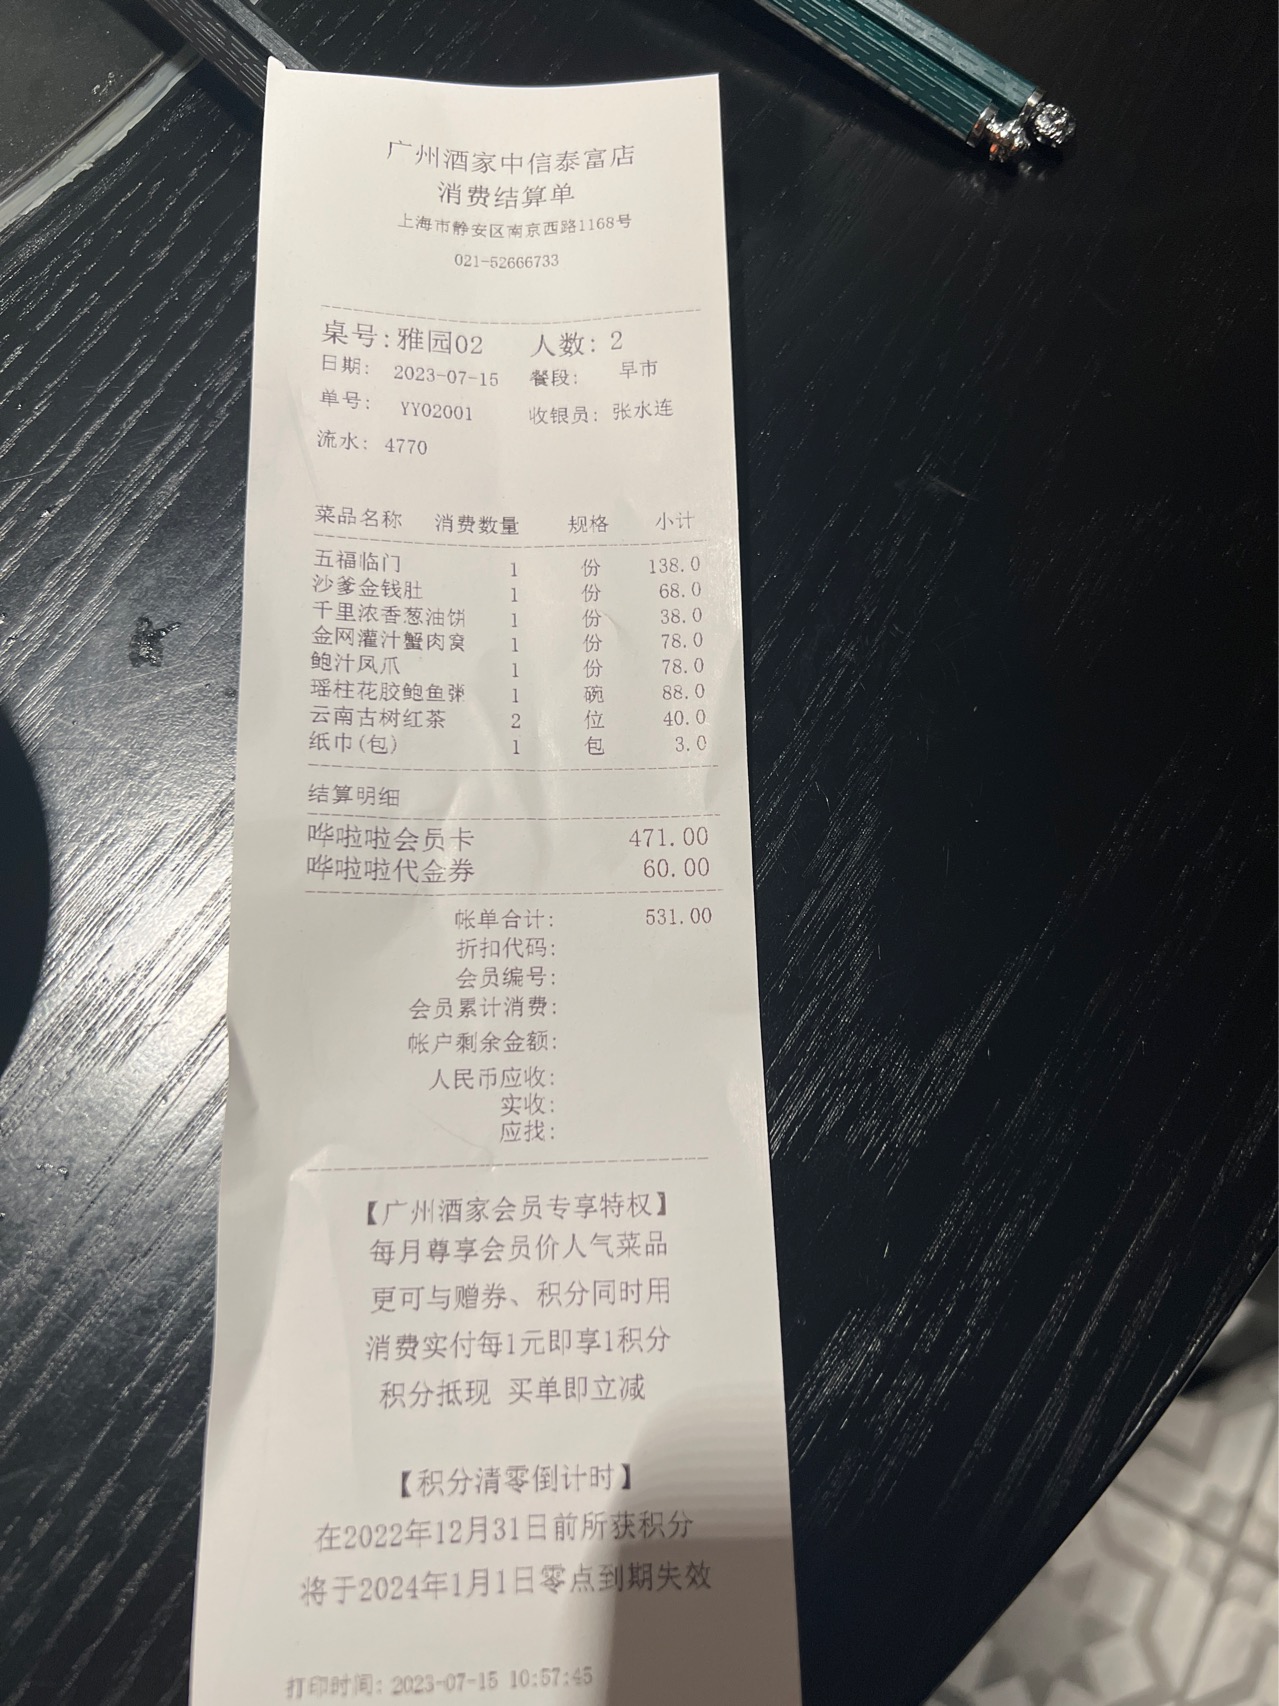 广州酒家中信泰富店
消费结算单
上海市静安区南京西路1168号
021-52666733
桌号:雅园02 人数: 2
日期: 2023-07-15 餐段: 早市
单号: YY02001 收银员: 张水连
流水: 4770
菜品名称 消费数量 规格 小计
五福临门 1 份 138.0
沙爹金钱肚 1 份 68.0
千里浓香葱油饼 1 份 38.0
金网灌汁蟹肉窝 1 份 78.0
鲍汁凤爪 1 份 78.0
瑶柱花胶鲍鱼粥 1 碗 88.0
云南古树红茶 2 位 40.0
纸巾(包) 1 包 3.0
结算明细
哗啦啦会员卡 471.00
哗啦啦代金券 60.00
帐单合计: 531.00
折扣代码:
会员编号:
会员累计消费:
帐户剩余金额:
人民币应收:
实收:
应找:
【广州酒家会员专享特权】
每月尊享会员价人气菜品
更可与赠券、积分同时用
消费实付每1元即享1积分
积分抵现 买单即立减
【积分清零倒计时】
在2022年12月31日前所获积分
将于2024年1月1日零点到期失效
打印时间: 2023-07-15 10:57:45